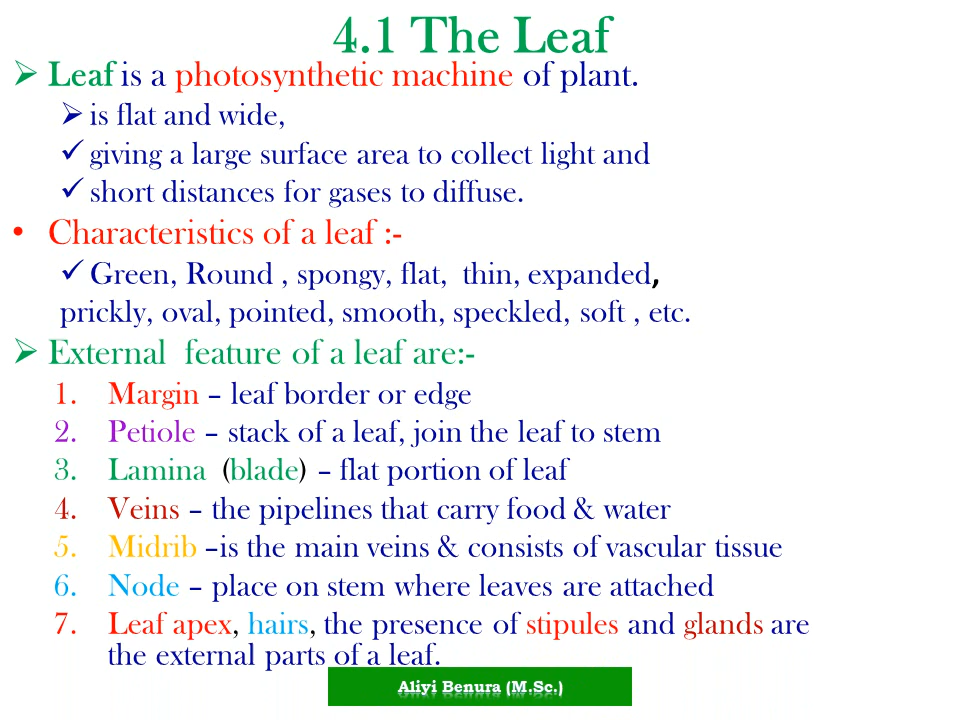 4.1 The Leaf
➢ Leaf is a photosynthetic machine of plant.
➢ is flat and wide,
✓ giving a large surface area to collect light and
✓ short distances for gases to diffuse.
• Characteristics of a leaf :-
✓ Green, Round , spongy, flat, thin, expanded,
prickly, oval, pointed, smooth, speckled, soft , etc.
➢ External feature of a leaf are:-
1. Margin – leaf border or edge
2. Petiole – stack of a leaf, join the leaf to stem
3. Lamina (blade) – flat portion of leaf
4. Veins – the pipelines that carry food & water
5. Midrib –is the main veins & consists of vascular tissue
6. Node – place on stem where leaves are attached
7. Leaf apex, hairs, the presence of stipules and glands are
the external parts of a leaf.
Aliyi Benura (M.Sc.)